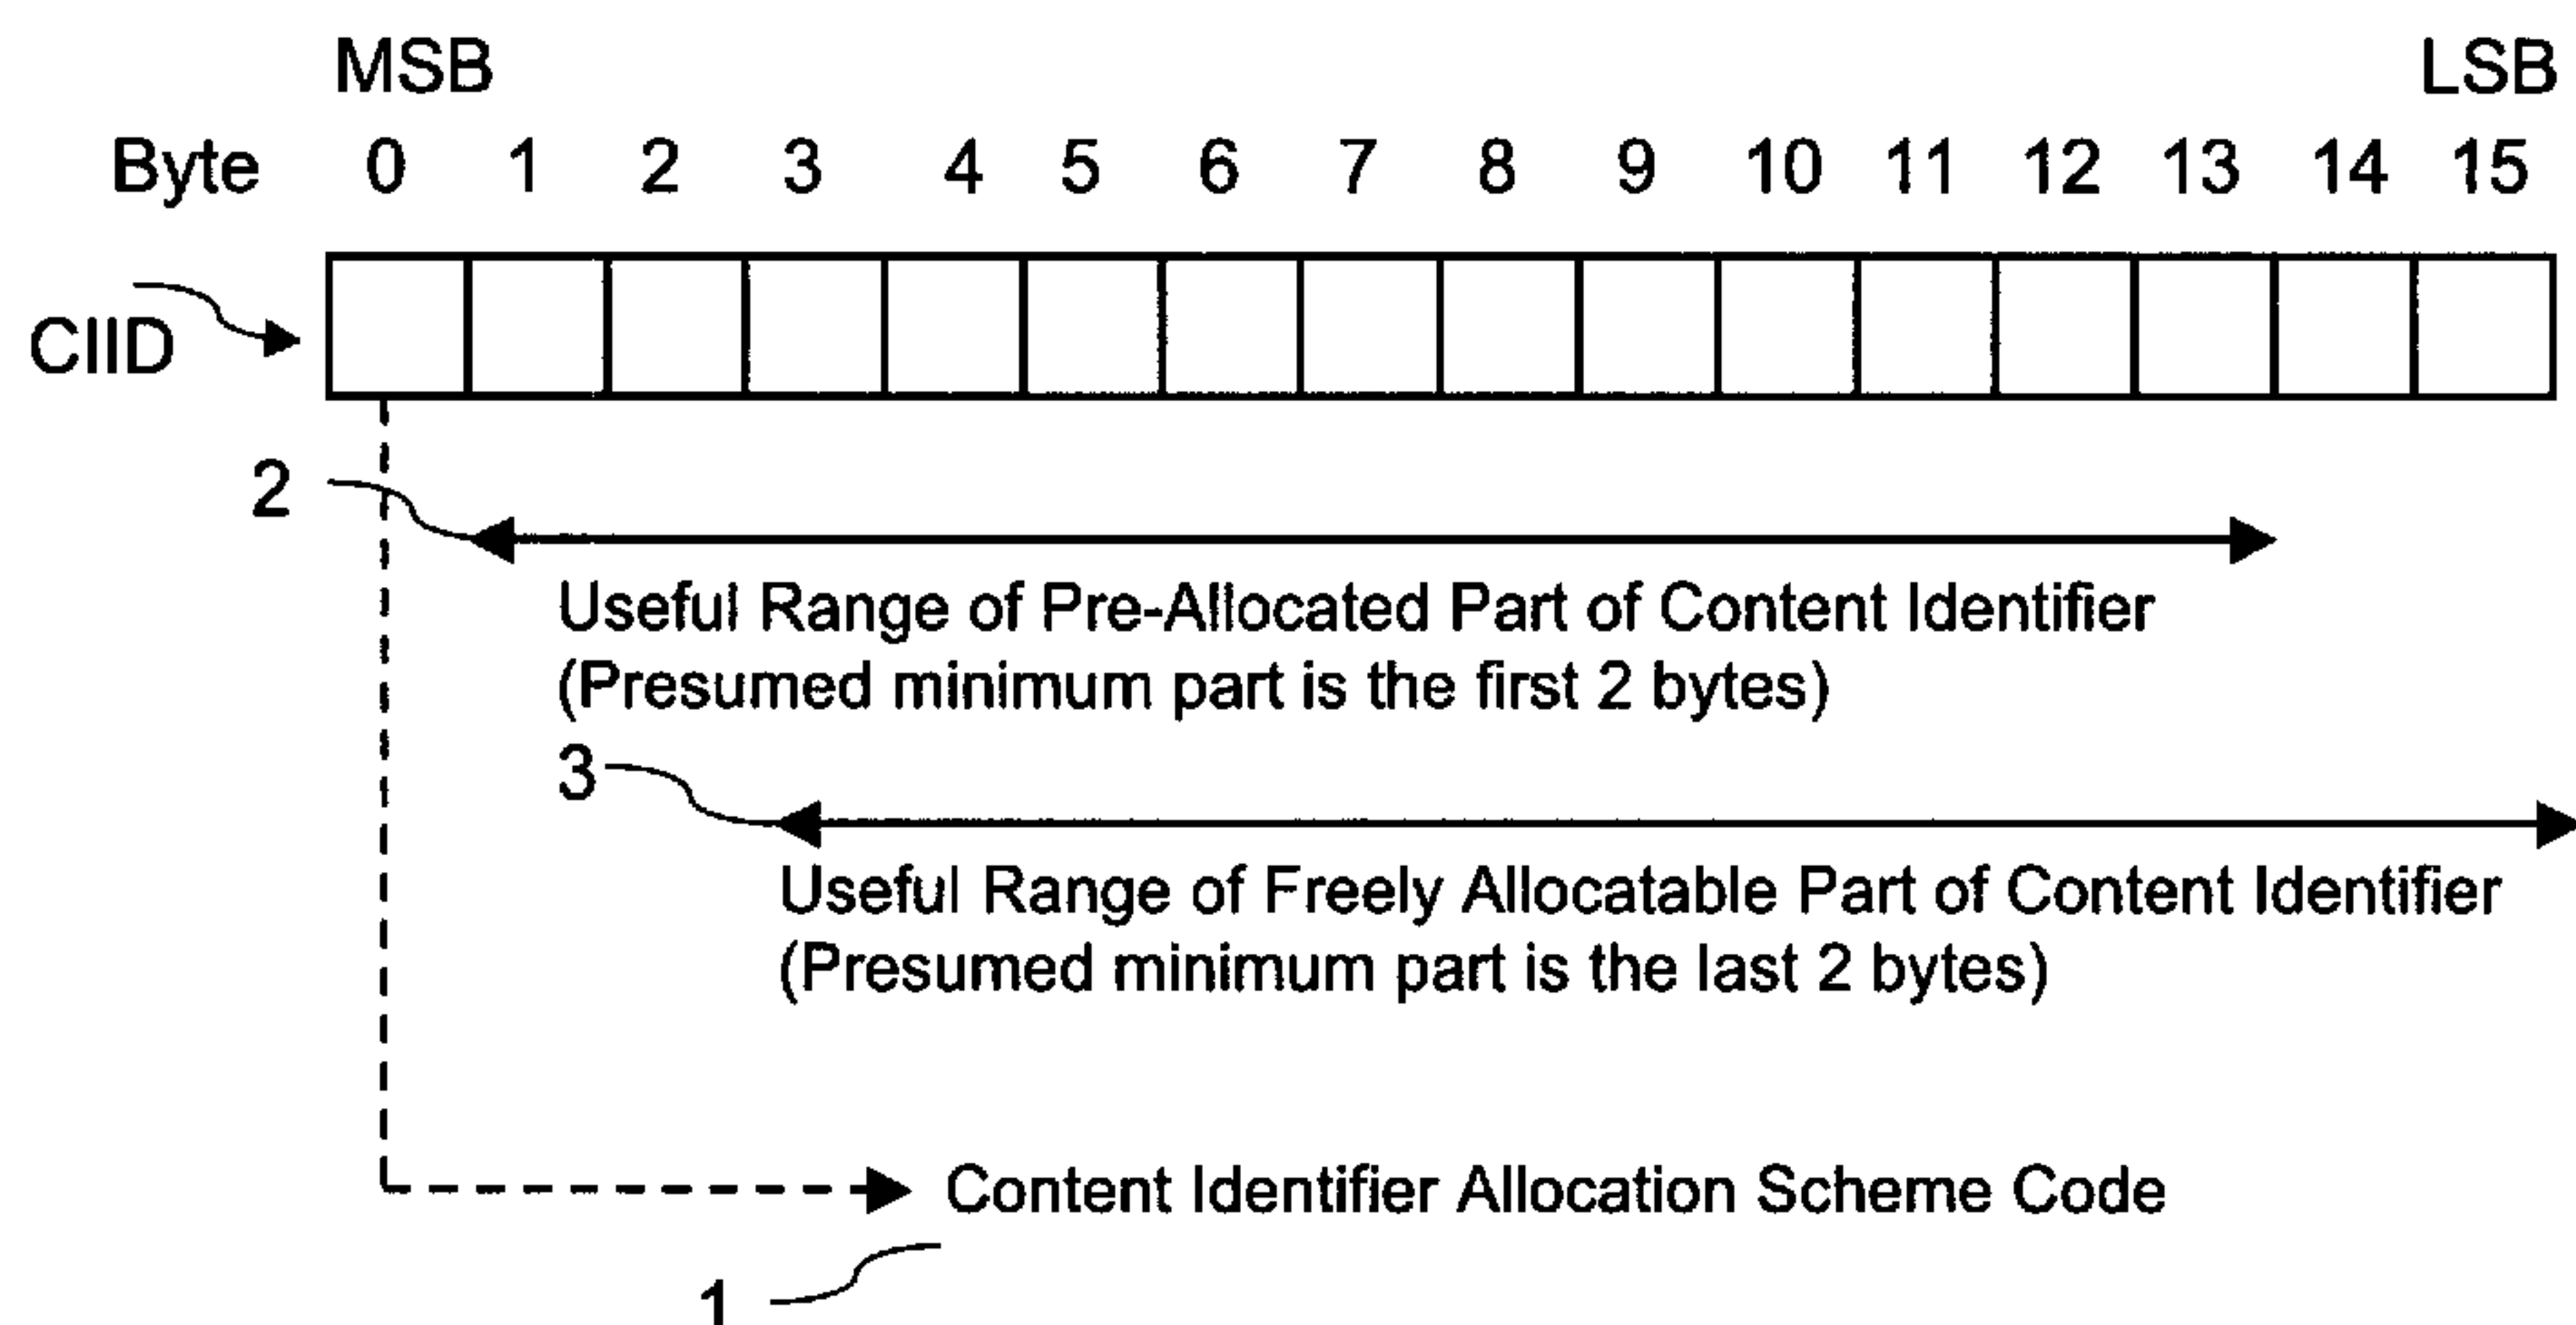 MSB LSB
Byte 0 1 2 3 4 5 6 7 8 9 10 11 12 13 14 15
CIID
2
Useful Range of Pre-Allocated Part of Content Identifier
(Presumed minimum part is the first 2 bytes)
3
Useful Range of Freely Allocatable Part of Content Identifier
(Presumed minimum part is the last 2 bytes)
Content Identifier Allocation Scheme Code
1